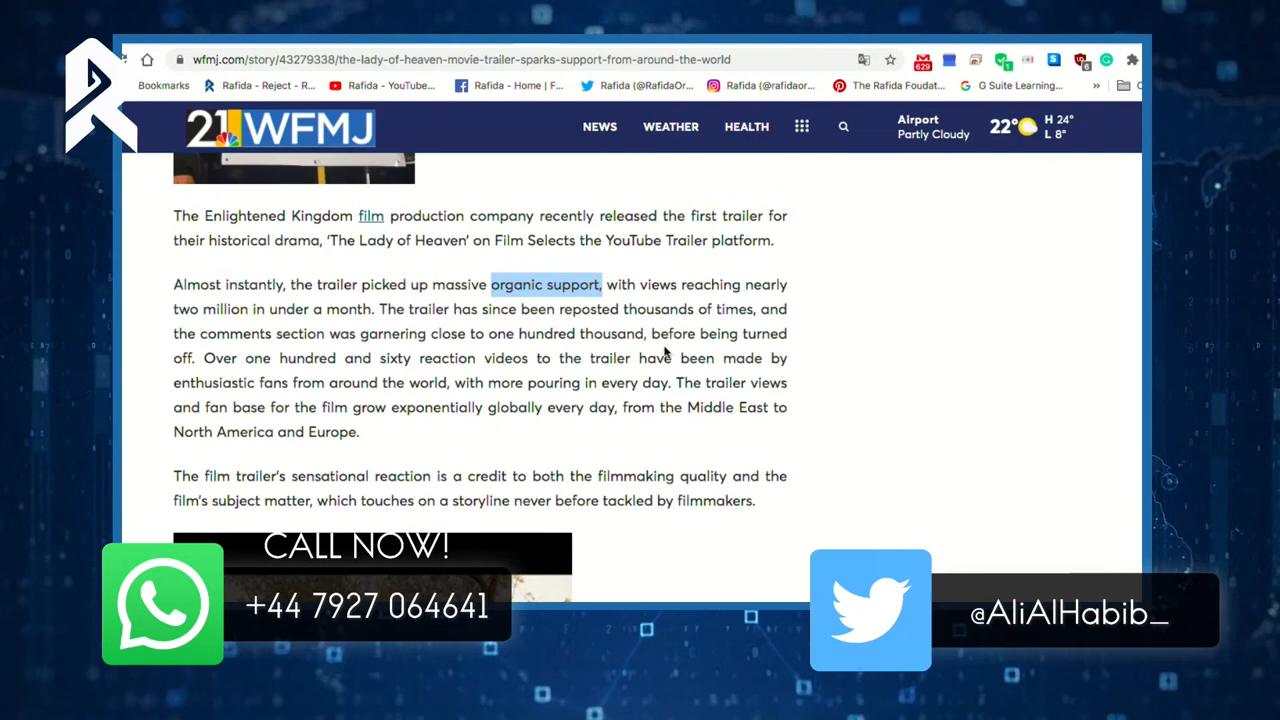 wfmj.com/story/43279338/the-lady-of-heaven-movie-trailer-sparks-support-from-around-the-world
629
1
6
Bookmarks
Rafida - Reject - R...
Rafida - YouTube...
Rafida - Home | F...
Rafida (@RafidaOr...
Rafida (@rafidaor...
The Rafida Foudat...
G Suite Learning...
»
21 WFMJ
NEWS
WEATHER
HEALTH
Airport
Partly Cloudy
22°
H 24°
L 8°
The Enlightened Kingdom film production company recently released the first trailer for
their historical drama, ‘The Lady of Heaven’ on Film Selects the YouTube Trailer platform.
Almost instantly, the trailer picked up massive organic support, with views reaching nearly
two million in under a month. The trailer has since been reposted thousands of times, and
the comments section was garnering close to one hundred thousand, before being turned
off. Over one hundred and sixty reaction videos to the trailer have been made by
enthusiastic fans from around the world, with more pouring in every day. The trailer views
and fan base for the film grow exponentially globally every day, from the Middle East to
North America and Europe.
The film trailer’s sensational reaction is a credit to both the filmmaking quality and the
film’s subject matter, which touches on a storyline never before tackled by filmmakers.
CALL NOW!
+44 7927 064641
@AliAlHabib_